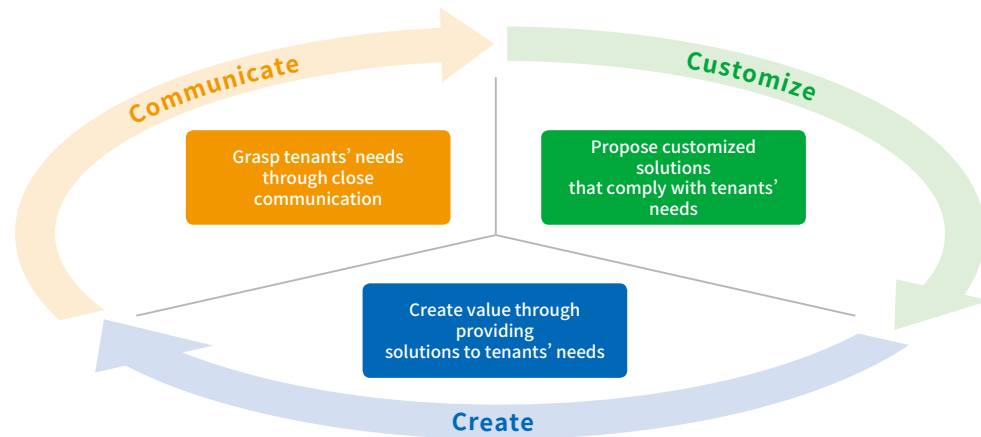 Communicate
Customize
Grasp tenants’ needs
through close
communication
Propose customized
solutions
that comply with tenants’
needs
Create value through
providing
solutions to tenants’ needs
Create